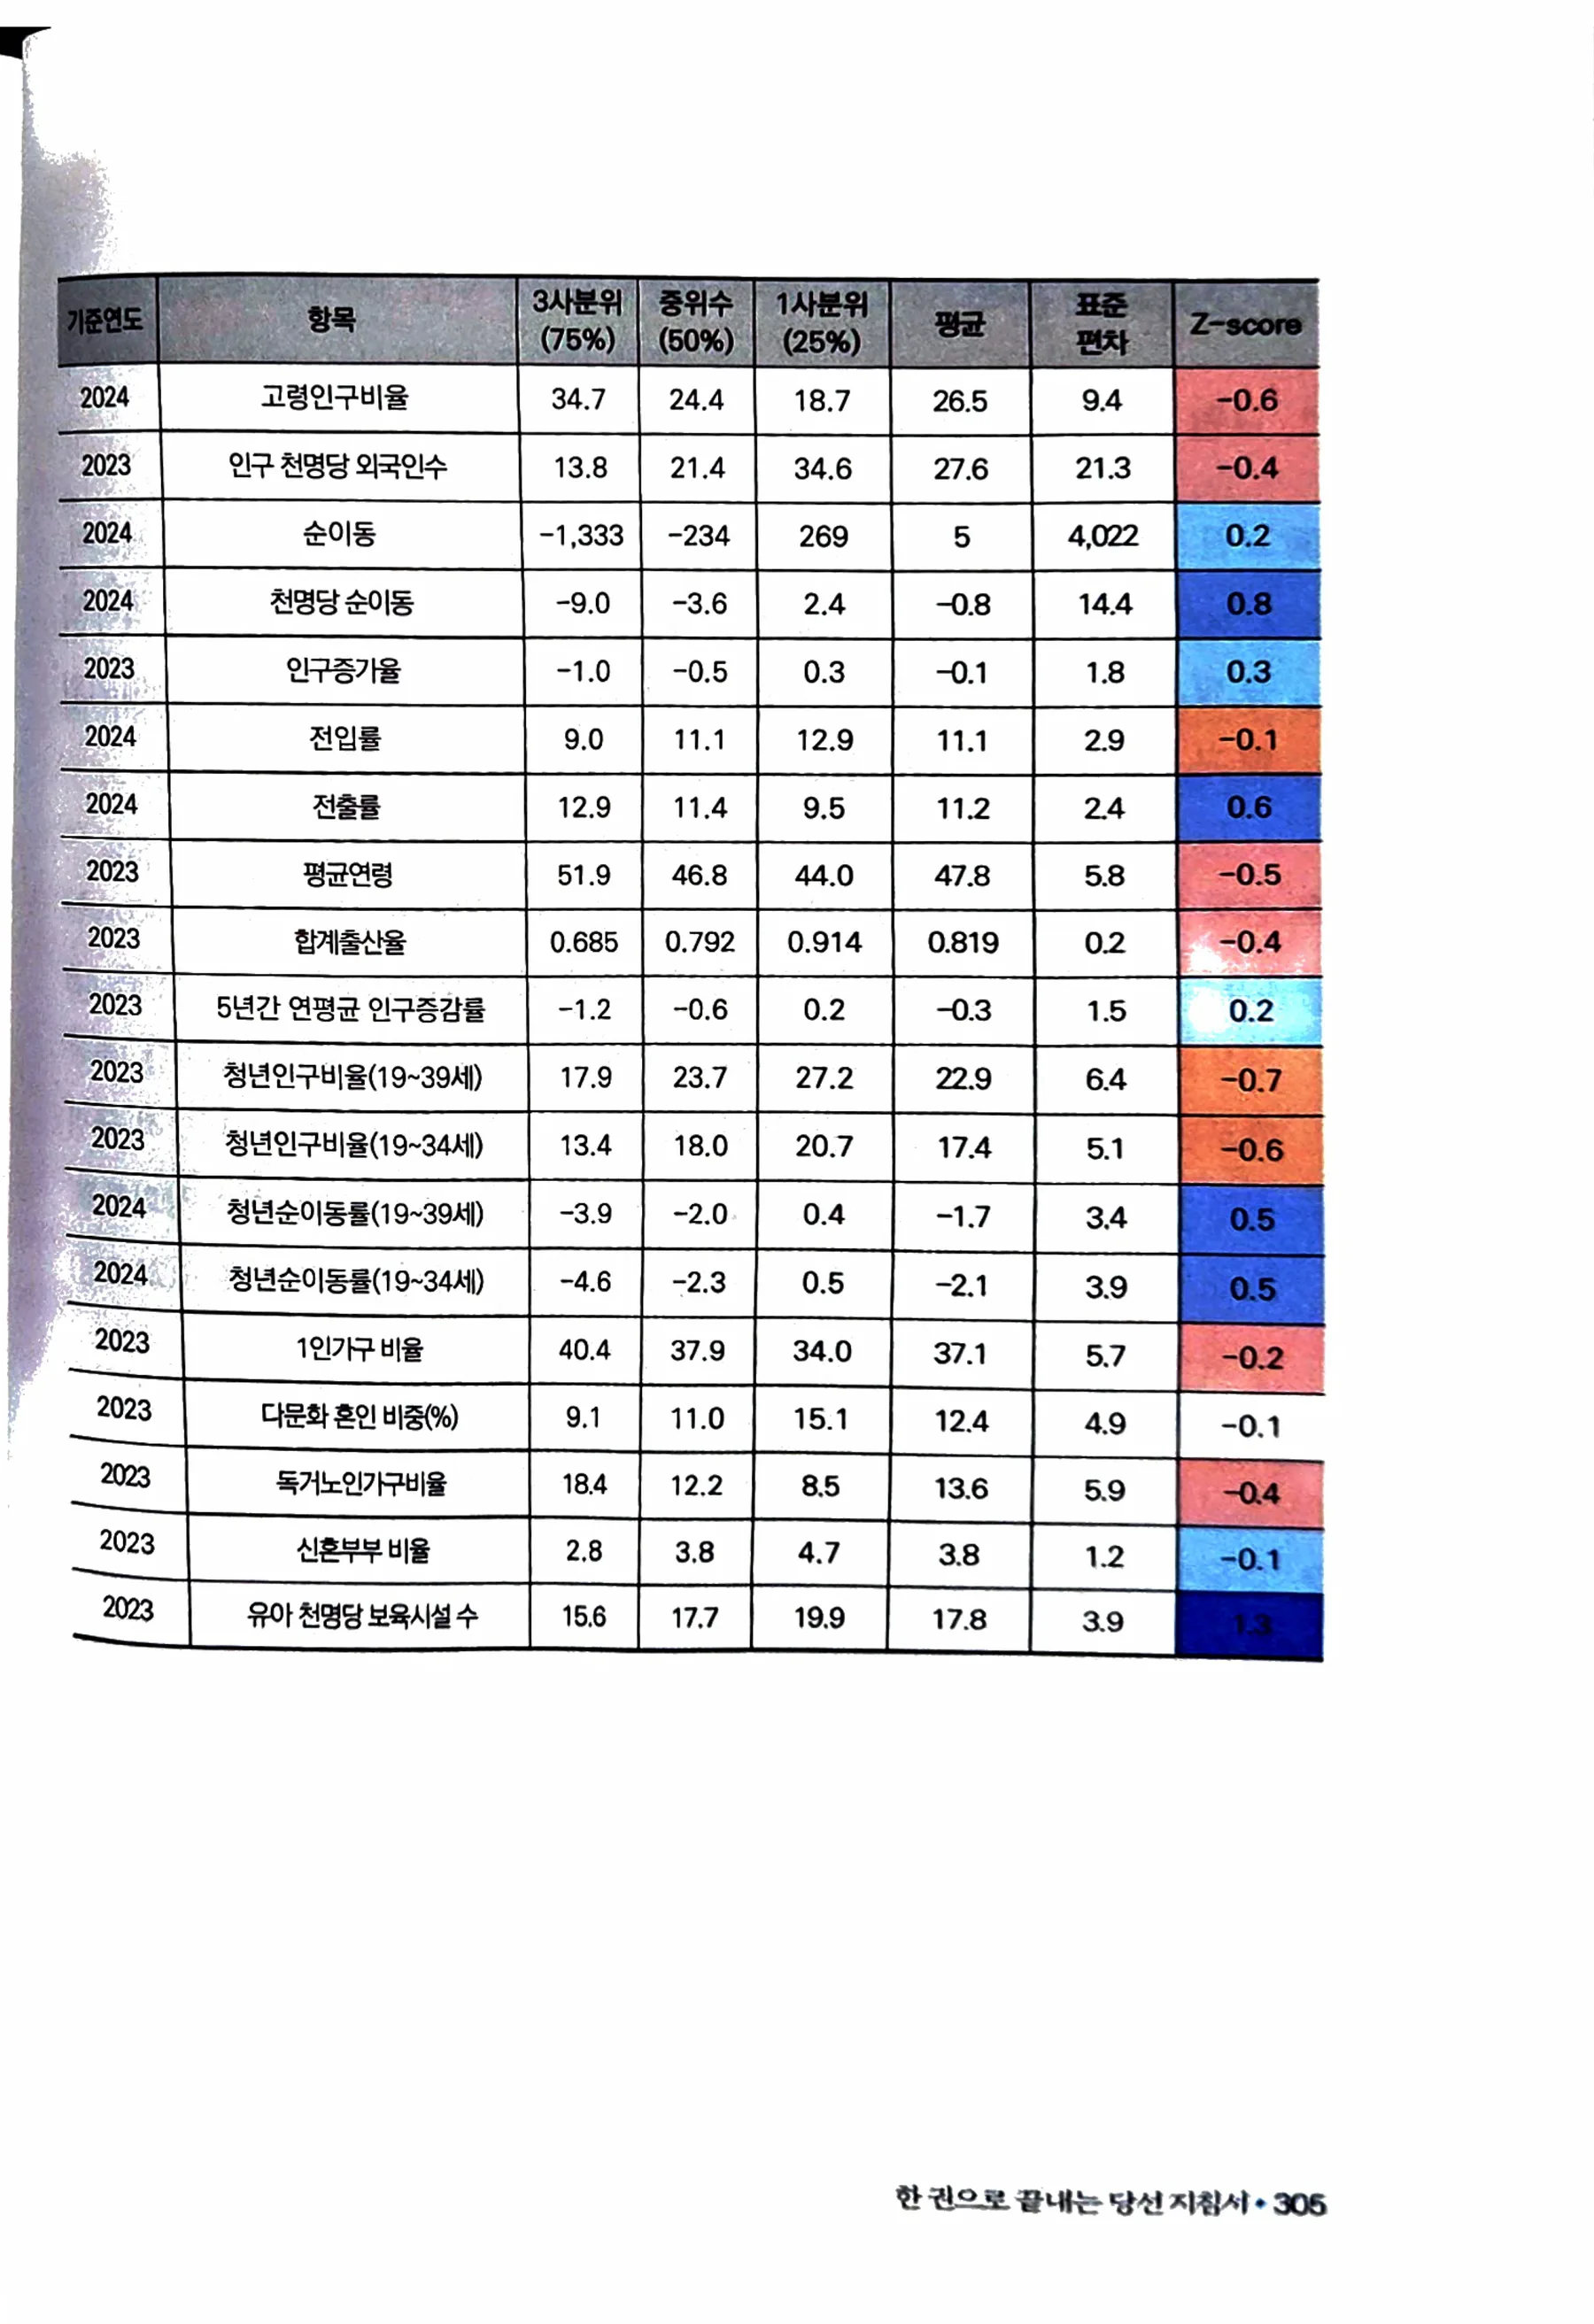 기준연도 항목 3사분위 (75%) 중위수 (50%) 1사분위 (25%) 평균 표준 편차 Z-score
2024 고령인구비율 34.7 24.4 18.7 26.5 9.4 -0.6
2023 인구 천명당 외국인수 13.8 21.4 34.6 27.6 21.3 -0.4
2024 순이동 -1,333 -234 269 5 4,022 0.2
2024 천명당 순이동 -9.0 -3.6 2.4 -0.8 14.4 0.8
2023 인구증가율 -1.0 -0.5 0.3 -0.1 1.8 0.3
2024 전입률 9.0 11.1 12.9 11.1 2.9 -0.1
2024 전출률 12.9 11.4 9.5 11.2 2.4 0.6
2023 평균연령 51.9 46.8 44.0 47.8 5.8 -0.5
2023 합계출산율 0.685 0.792 0.914 0.819 0.2 -0.4
2023 5년간 연평균 인구증감률 -1.2 -0.6 0.2 -0.3 1.5 0.2
2023 청년인구비율(19~39세) 17.9 23.7 27.2 22.9 6.4 -0.7
2023 청년인구비율(19~34세) 13.4 18.0 20.7 17.4 5.1 -0.6
2024 청년순이동률(19~39세) -3.9 -2.0 0.4 -1.7 3.4 0.5
2024 청년순이동률(19~34세) -4.6 -2.3 0.5 -2.1 3.9 0.5
2023 1인가구 비율 40.4 37.9 34.0 37.1 5.7 -0.2
2023 다문화 혼인 비중(%) 9.1 11.0 15.1 12.4 4.9 -0.1
2023 독거노인가구비율 18.4 12.2 8.5 13.6 5.9 -0.4
2023 신혼부부 비율 2.8 3.8 4.7 3.8 1.2 -0.1
2023 유아 천명당 보육시설 수 15.6 17.7 19.9 17.8 3.9 1.3
한 권으로 끝내는 당선 지침서 • 305